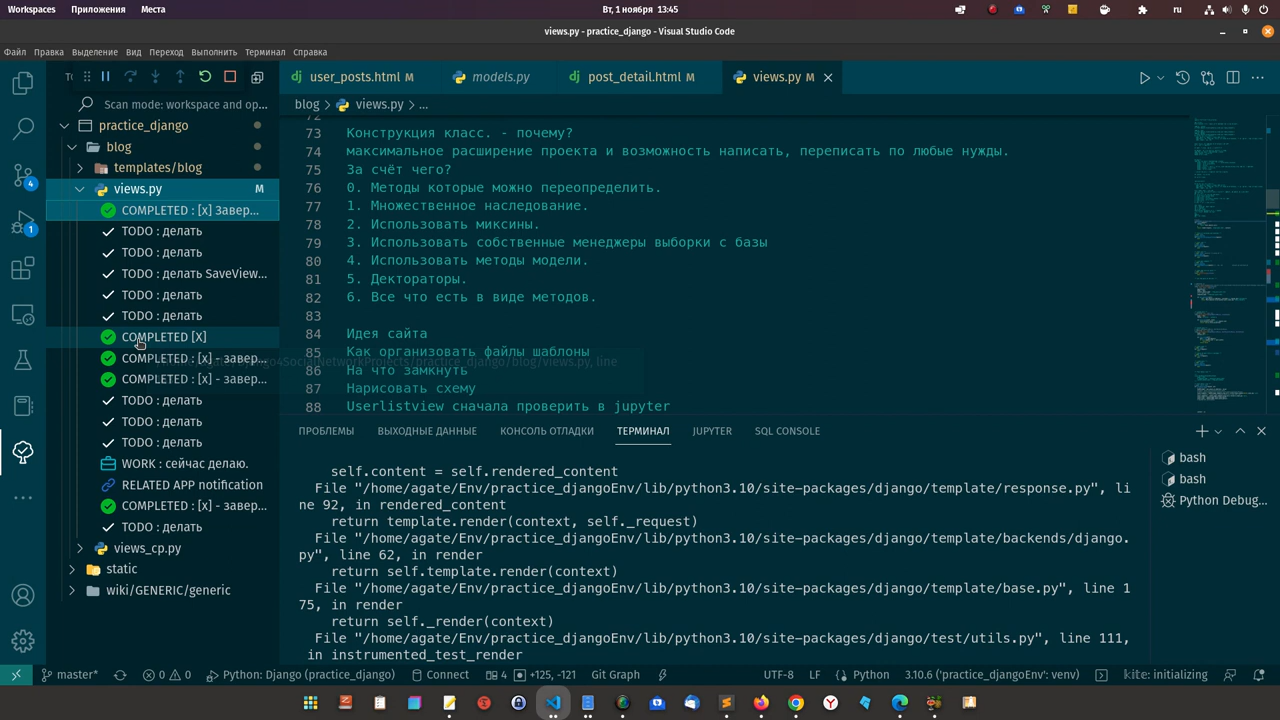 Workspaces Приложения Места Вт, 1 ноября 13:45 ru
views.py - practice_django - Visual Studio Code
Файл Правка Выделение Вид Переход Выполнить Терминал Справка
user_posts.html M models.py post_detail.html M views.py M
Scan mode: workspace and op...
blog > views.py > ...
practice_django
blog
templates/blog
views.py M
COMPLETED : [x] Завер...
TODO : делать
TODO : делать
TODO : делать SaveView...
TODO : делать
TODO : делать
COMPLETED [X]
COMPLETED : [x] - завер...
COMPLETED : [x] - завер...
TODO : делать
TODO : делать
TODO : делать
WORK : сейчас делаю.
RELATED APP notification
COMPLETED : [x] - завер...
TODO : делать
views_cp.py
static
wiki/GENERIC/generic
4
1
72
73 Конструкция класс. - почему?
74 максимальное расширение проекта и возможность написать, переписать по любые нужды.
75 За счёт чего?
76 0. Методы которые можно переопределить.
77 1. Множественное наследование.
78 2. Использовать миксины.
79 3. Использовать собственные менеджеры выборки с базы
80 4. Использовать методы модели.
81 5. Дектораторы.
82 6. Все что есть в виде методов.
83
84 Идея сайта
85 Как организовать файлы шаблоны
86 На что замкнуть
87 Нарисовать схему
88 Userlistview сначала проверить в jupyter
ПРОБЛЕМЫ ВЫХОДНЫЕ ДАННЫЕ КОНСОЛЬ ОТЛАДКИ ТЕРМИНАЛ JUPYTER SQL CONSOLE
self.content = self.rendered_content
File "/home/agate/Env/practice_djangoEnv/lib/python3.10/site-packages/django/template/response.py", li
ne 92, in rendered_content
return template.render(context, self._request)
File "/home/agate/Env/practice_djangoEnv/lib/python3.10/site-packages/django/template/backends/django.
py", line 62, in render
return self.template.render(context)
File "/home/agate/Env/practice_djangoEnv/lib/python3.10/site-packages/django/template/base.py", line 1
75, in render
return self._render(context)
File "/home/agate/Env/practice_djangoEnv/lib/python3.10/site-packages/django/test/utils.py", line 111,
in instrumented_test_render
bash
bash
Python Debug...
master* 0 0 Python: Django (practice_django) Connect 4 +125, -121 Git Graph UTF-8 LF Python 3.10.6 ('practice_djangoEnv': venv) kite: initializing